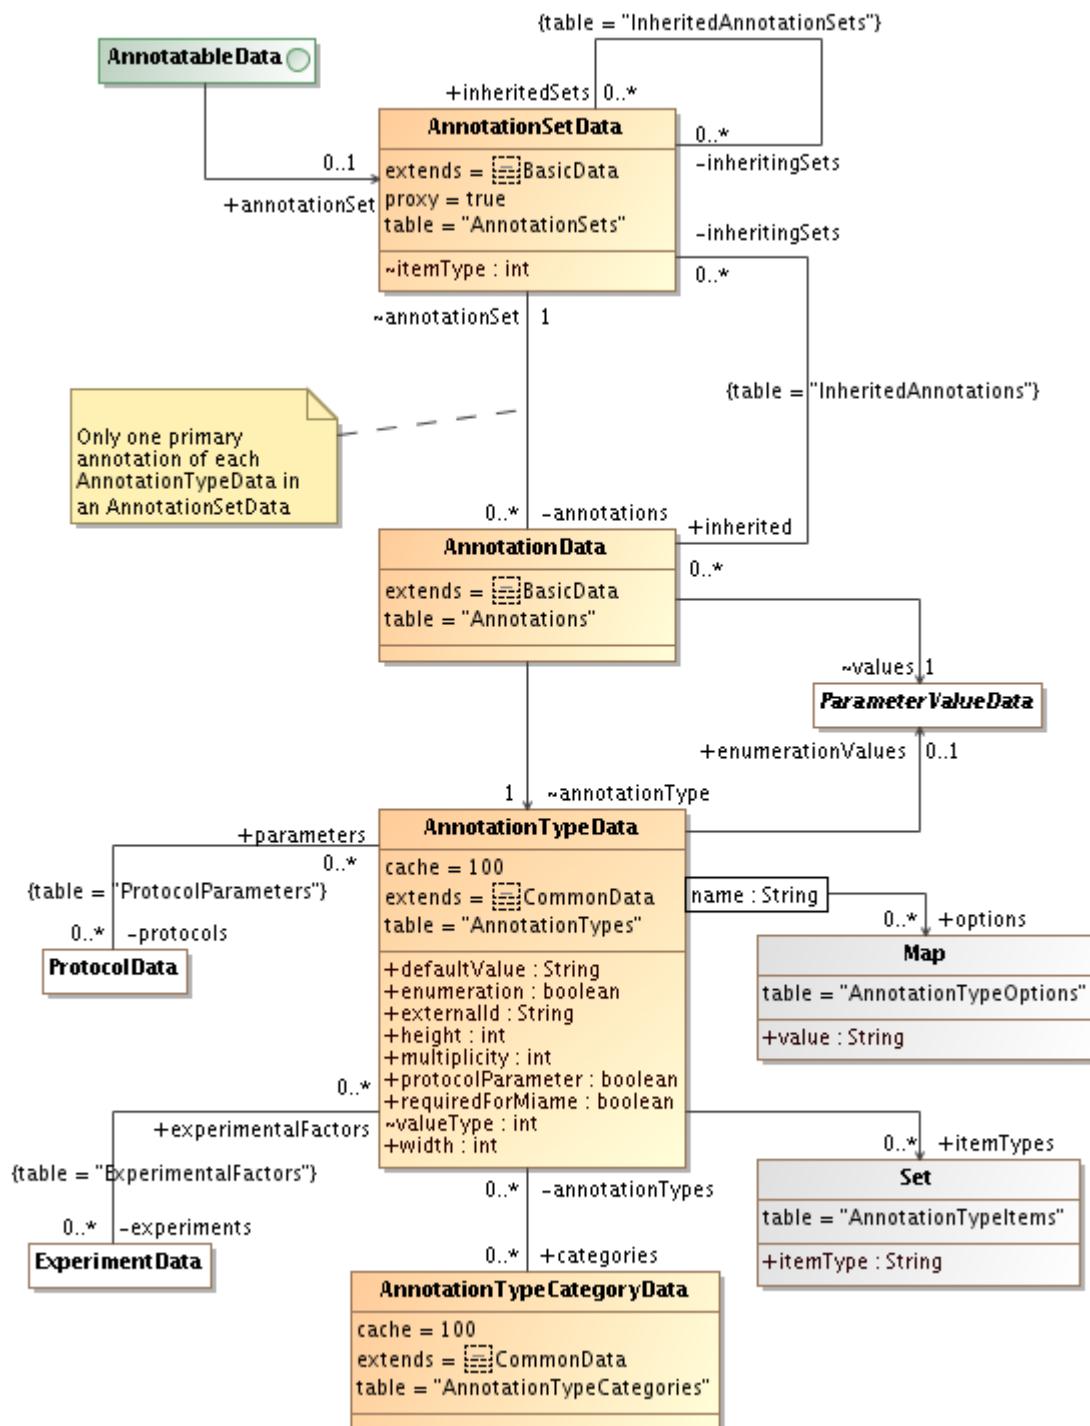 {table = "InheritedAnnotationSets"}
AnnotatableData
+inheritedSets 0..*
AnnotationSetData
0..*
-inheritingSets
0..1
+annotationSet
extends = BasicData
proxy = true
table = "AnnotationSets"
~itemType : int
-inheritingSets
0..*
~annotationSet 1
{table = "InheritedAnnotations"}
Only one primary
annotation of each
AnnotationTypeData in
an AnnotationSetData
0..* -annotations
+inherited
0..*
AnnotationData
extends = BasicData
table = "Annotations"
~values 1
ParameterValueData
+enumerationValues 0..1
1 ~annotationType
AnnotationTypeData
cache = 100
extends = CommonData
table = "AnnotationTypes"
+defaultValue : String
+enumeration : boolean
+externalId : String
+height : int
+multiplicity : int
+protocolParameter : boolean
+requiredForMiame : boolean
~valueType : int
+width : int
+parameters
0..*
{table = "ProtocolParameters"}
0..* -protocols
ProtocolData
name : String
0..* +options
Map
table = "AnnotationTypeOptions"
+value : String
0..*
+experimentalFactors
{table = "ExperimentalFactors"}
0..* -experiments
ExperimentData
0..* +itemTypes
Set
table = "AnnotationTypeItems"
+itemType : String
0..* -annotationTypes
0..* +categories
AnnotationTypeCategoryData
cache = 100
extends = CommonData
table = "AnnotationTypeCategories"